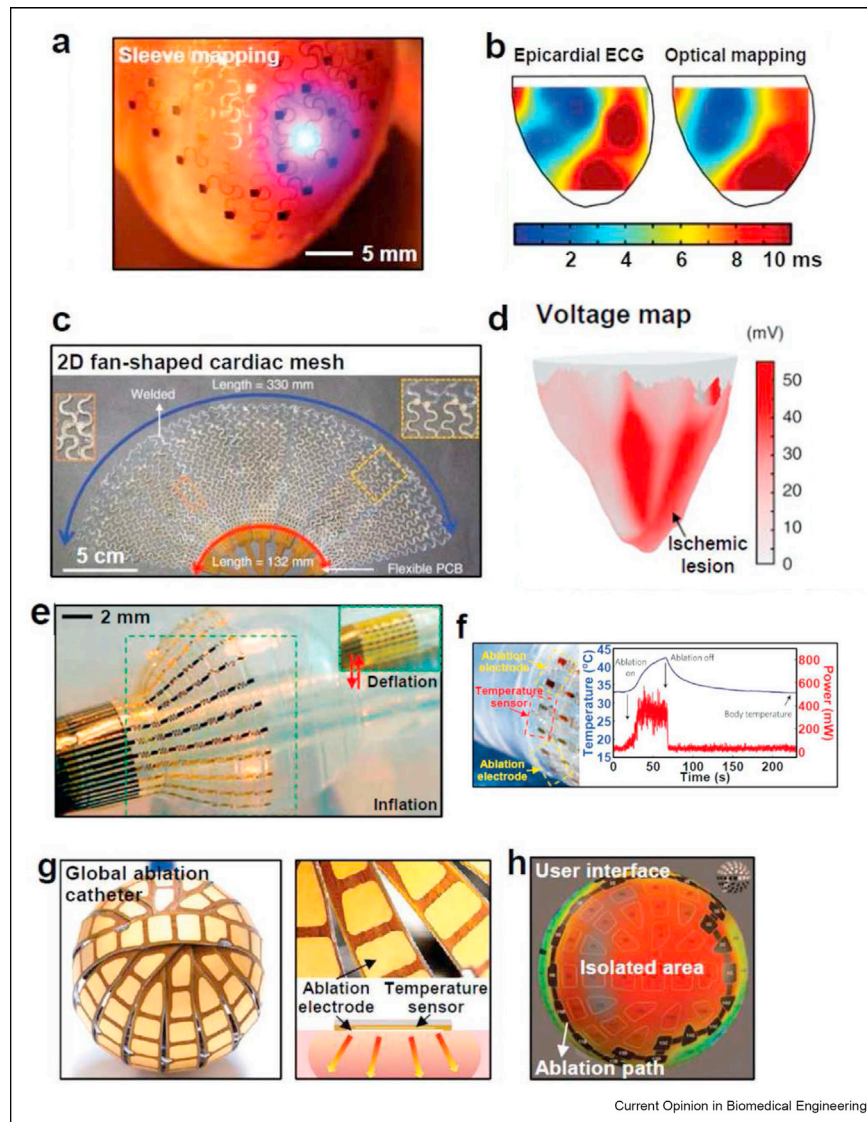 a
Sleeve mapping
5 mm
b
Epicardial ECG
Optical mapping
2 4 6 8 10 ms
c
2D fan-shaped cardiac mesh
Length = 330 mm
Welded
5 cm
Length = 132 mm
Flexible PCB
d
Voltage map
(mV)
50
40
30
20
10
0
Ischemic
lesion
e
2 mm
Deflation
Inflation
f
Ablation
electrode
Temperature
sensor
Ablation
electrode
Temperature (°C)
45
40
35
30
25
20
15
Ablation
on
Ablation off
Body temperature
800
600
400
200
0
Power (mW)
0 50 100 150 200
Time (s)
g
Global ablation
catheter
Ablation
electrode
Temperature
sensor
h
User interface
Isolated area
Ablation path
Current Opinion in Biomedical Engineering